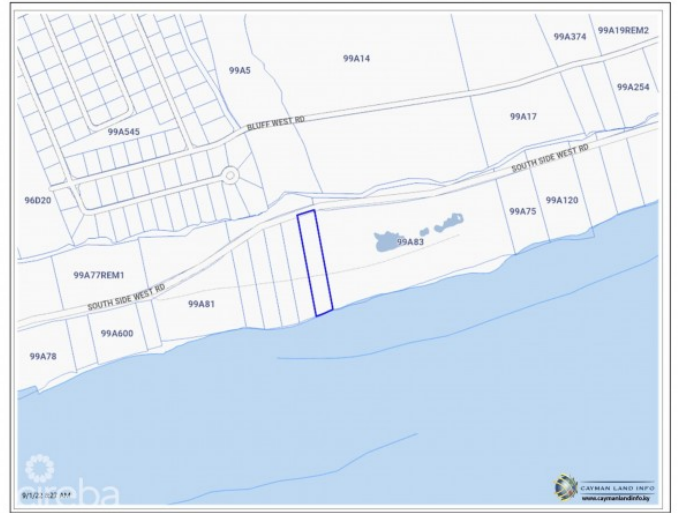 99A374
99A19REM2
99A14
99A5
99A254
99A17
BLUFF WEST RD
99A545
SOUTH SIDE WEST RD
96D20
99A75
99A120
99A83
99A77REM1
SOUTH SIDE WEST RD
99A81
99A600
99A78
CAYMAN LAND INFO
www.caymanlandinfo.ky
cireba